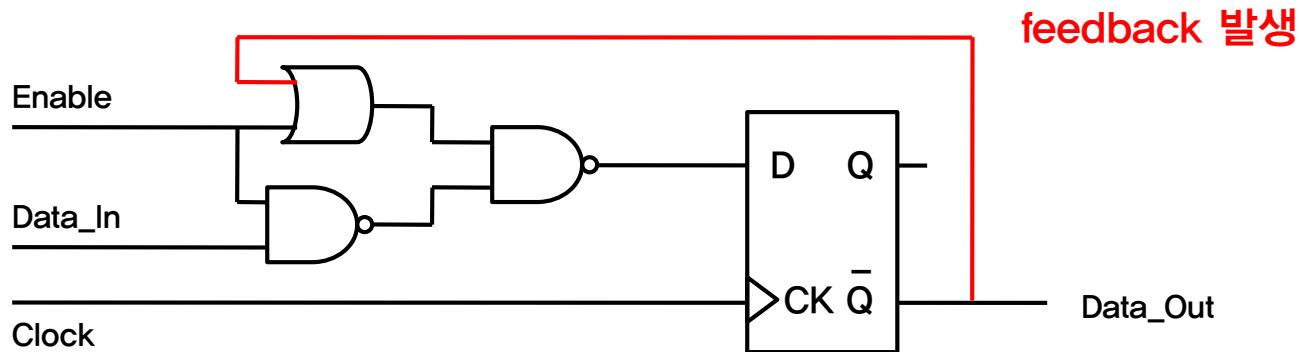 feedback 발생
Enable
D Q
Data_In
CK Q̅
Data_Out
Clock